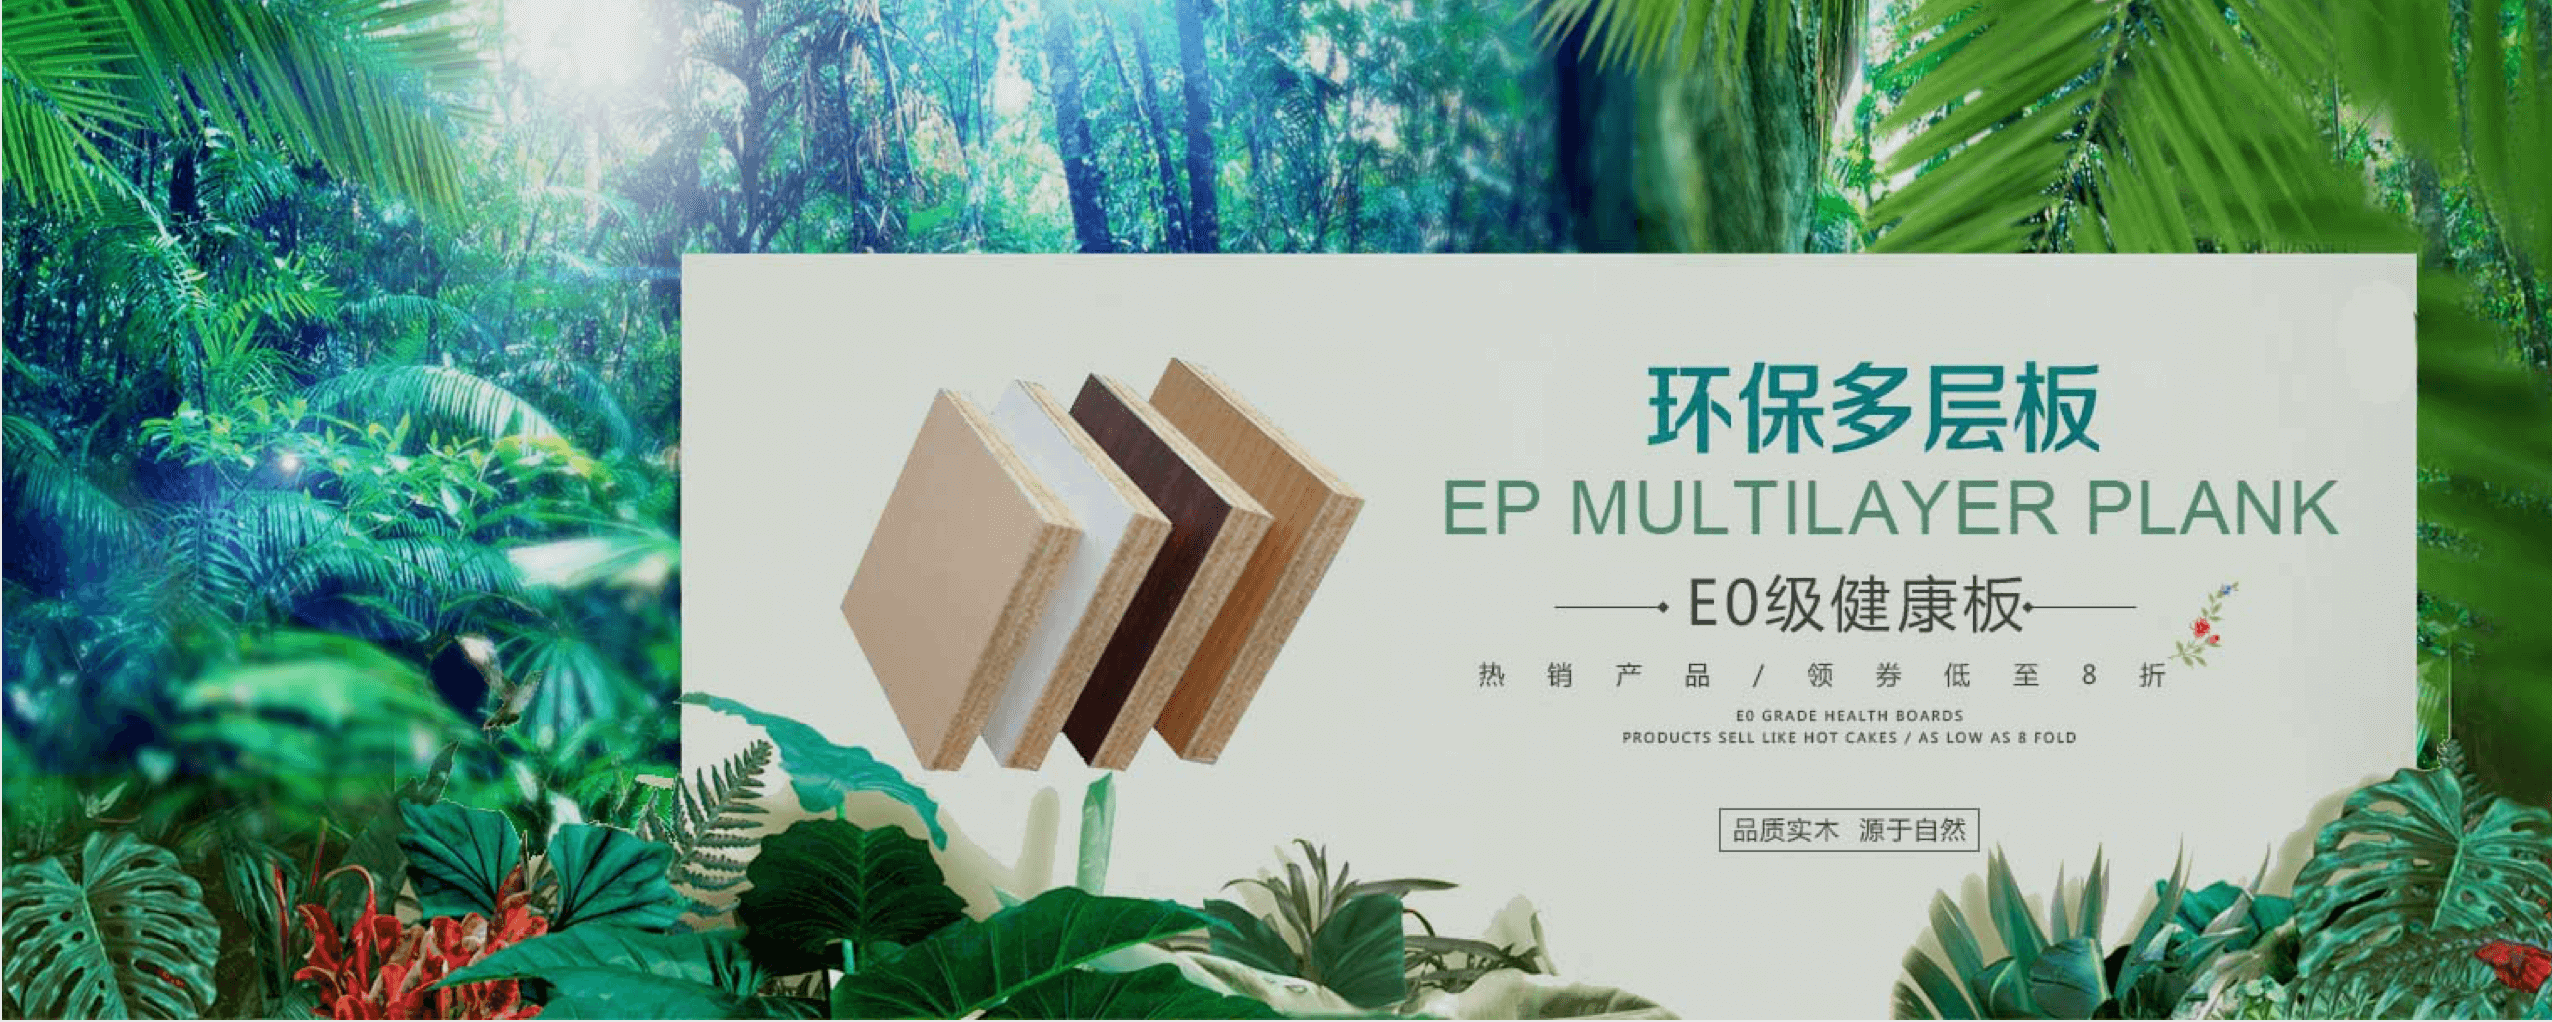 环保多层板
EP MULTILAYER PLANK
E0级健康板
热销产品/领券低至8折
E0 GRADE HEALTH BOARDS
PRODUCTS SELL LIKE HOT CAKES / AS LOW AS 8 FOLD
品质实木 源于自然